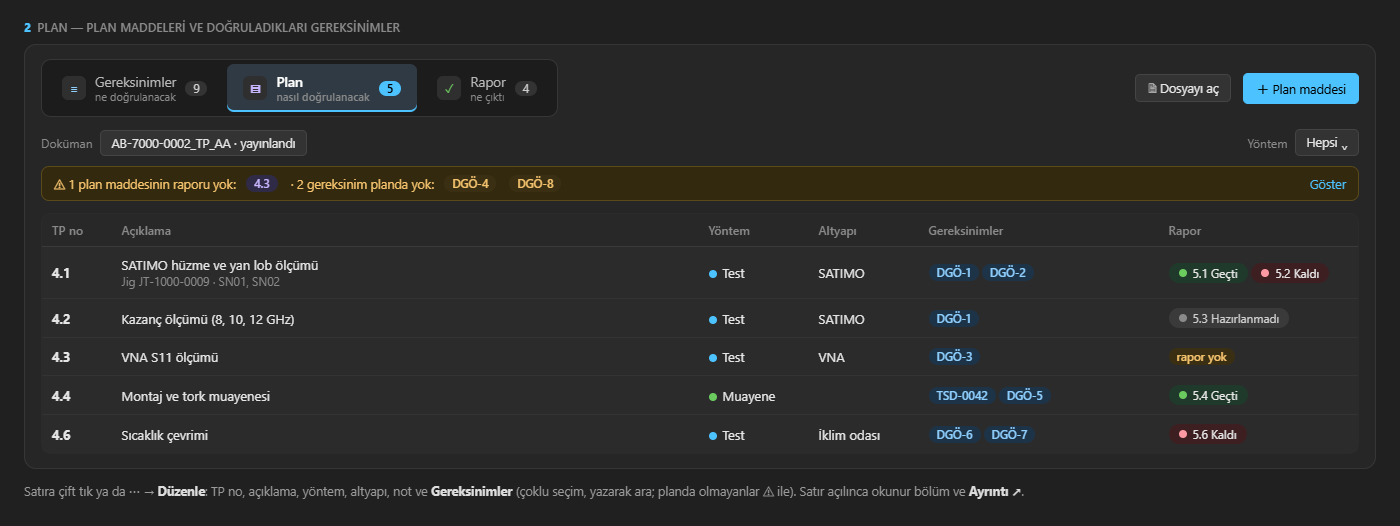 2 PLAN — PLAN MADDELERİ VE DOĞRULADIKLARI GEREKSİNİMLER
Gereksinimler 9
ne doğrulanacak
Plan 5
nasıl doğrulanacak
Rapor 4
ne çıktı
Dosyayı aç
+ Plan maddesi
Doküman AB-7000-0002_TP_AA · yayınlandı
Yöntem Hepsi
⚠ 1 plan maddesinin raporu yok: 4.3 · 2 gereksinim planda yok: DGÖ-4 DGÖ-8 Göster
TP no Açıklama Yöntem Altyapı Gereksinimler Rapor
4.1 SATIMO hüzme ve yan lob ölçümü Test SATIMO DGÖ-1 DGÖ-2 5.1 Geçti 5.2 Kaldı
Jig JT-1000-0009 · SN01, SN02
4.2 Kazanç ölçümü (8, 10, 12 GHz) Test SATIMO DGÖ-1 5.3 Hazırlanmadı
4.3 VNA S11 ölçümü Test VNA DGÖ-3 rapor yok
4.4 Montaj ve tork muayenesi Muayene TSD-0042 DGÖ-5 5.4 Geçti
4.6 Sıcaklık çevrimi Test İklim odası DGÖ-6 DGÖ-7 5.6 Kaldı
Satıra çift tık ya da ⋯ → Düzenle: TP no, açıklama, yöntem, altyapı, not ve Gereksinimler (çoklu seçim, yazarak ara; planda olmayanlar ⚠ ile). Satır açılınca okunur bölüm ve Ayrıntı ↗.